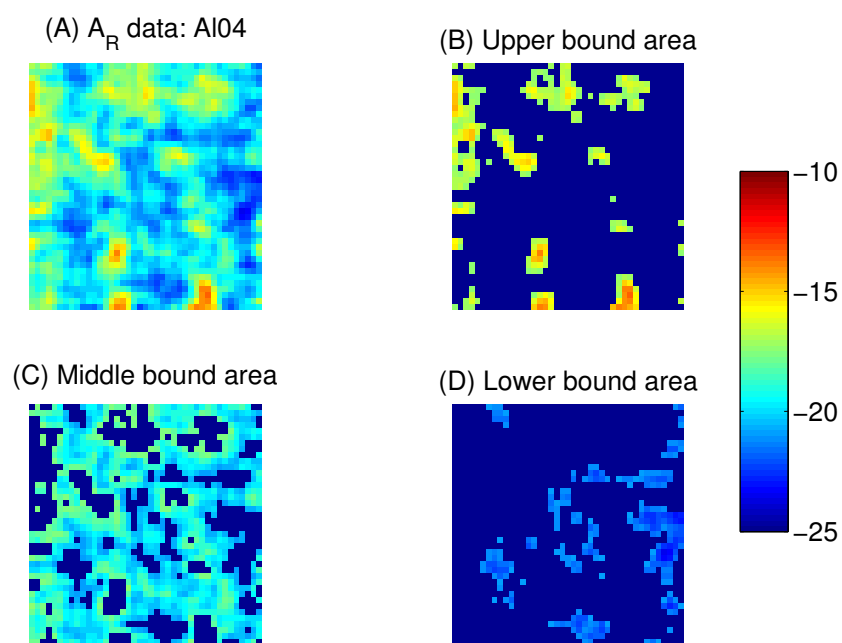 (A) A_R data: Al04
(B) Upper bound area
−10
−15
(C) Middle bound area
(D) Lower bound area
−20
−25